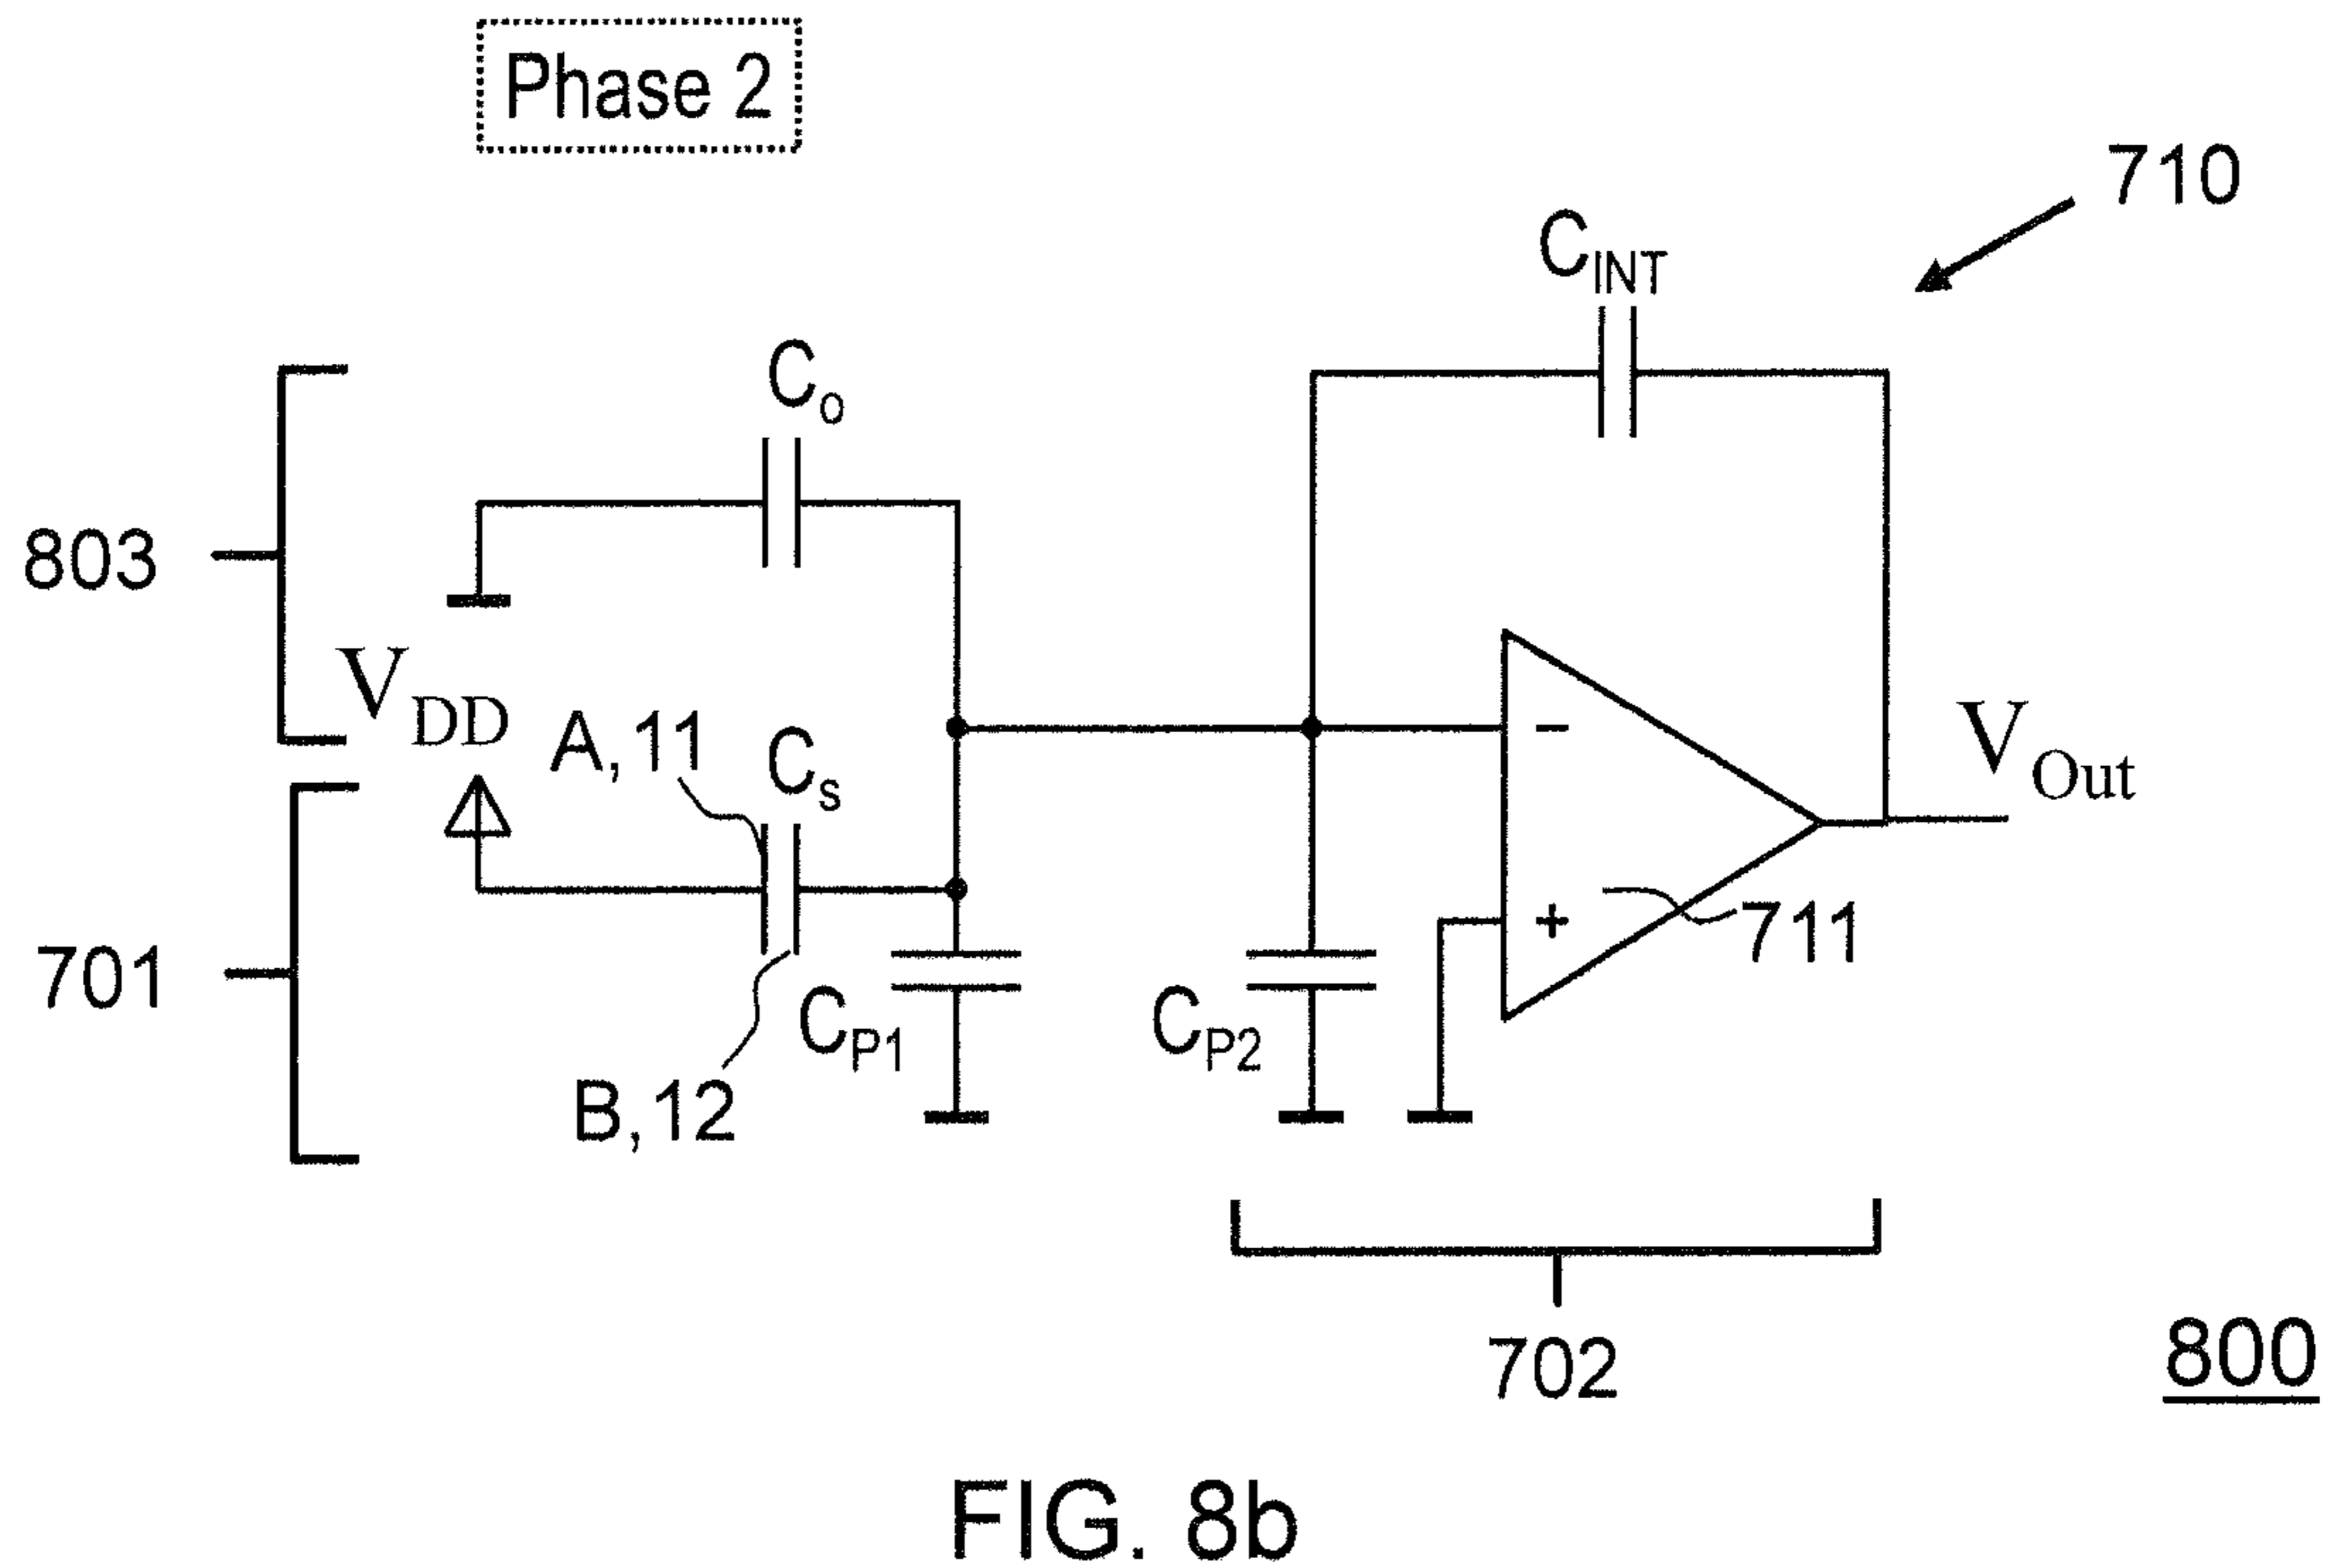 Phase 2
710
C_INT
C_o
803
V_DD
A,11
C_s
V_Out
-
+
711
701
C_P1
C_P2
B,12
702
800
FIG. 8b